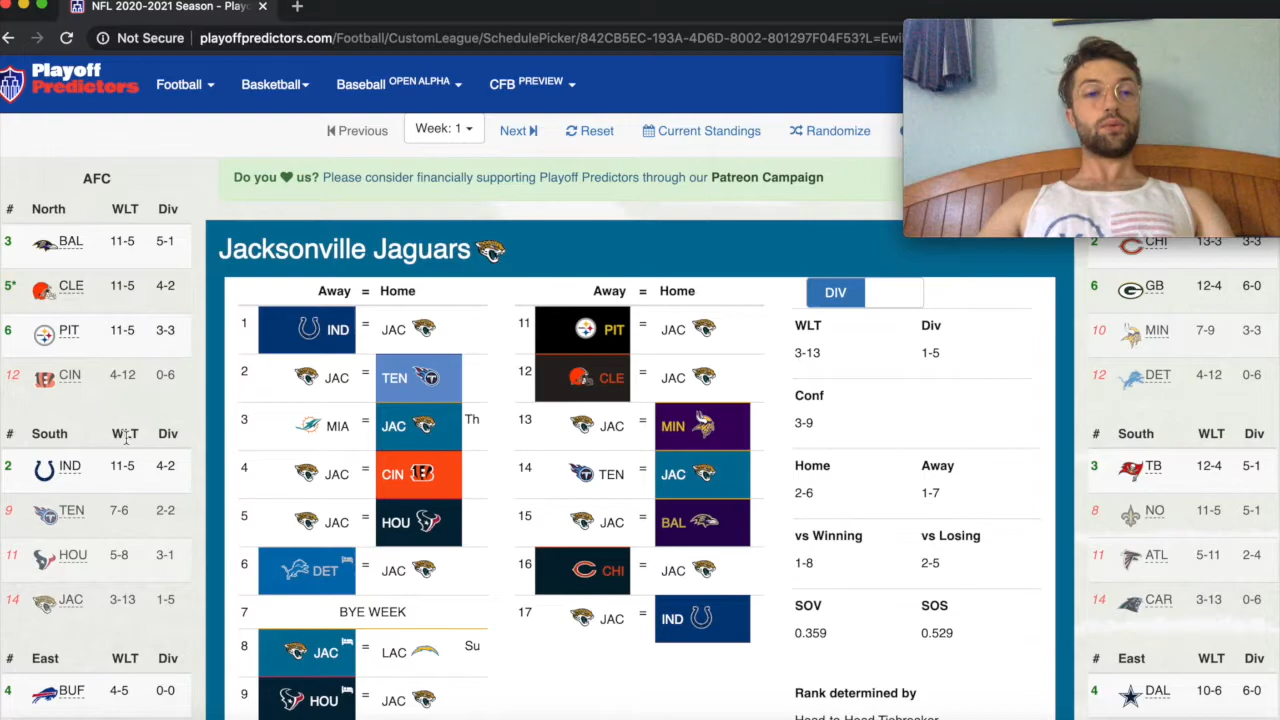 NFL 2020-2021 Season - Playo
Not Secure playoffpredictors.com/Football/CustomLeague/SchedulePicker/842CB5EC-193A-4D6D-8002-801297F04F53?L=Ewi
Playoff Predictors Football Basketball Baseball OPEN ALPHA CFB PREVIEW
Previous Week: 1 Next Reset Current Standings Randomize
Do you us? Please consider financially supporting Playoff Predictors through our Patreon Campaign
AFC
# North WLT Div
3 BAL 11-5 5-1
5* CLE 11-5 4-2
6 PIT 11-5 3-3
12 CIN 4-12 0-6
# South WLT Div
2 IND 11-5 4-2
9 TEN 7-6 2-2
11 HOU 5-8 3-1
14 JAC 3-13 1-5
# East WLT Div
4 BUF 4-5 0-0
Jacksonville Jaguars
Away = Home
1 IND = JAC
2 JAC = TEN
3 MIA = JAC Th
4 JAC = CIN
5 JAC = HOU
6 DET = JAC
7 BYE WEEK
8 JAC = LAC Su
9 HOU = JAC
Away = Home
11 PIT = JAC
12 CLE = JAC
13 JAC = MIN
14 TEN = JAC
15 JAC = BAL
16 CHI = JAC
17 JAC = IND
DIV
WLT Div
3-13 1-5
Conf
3-9
Home Away
2-6 1-7
vs Winning vs Losing
1-8 2-5
SOV SOS
0.359 0.529
Rank determined by
Head to Head Tiebreaker
2 CHI 13-3 3-3
6 GB 12-4 6-0
10 MIN 7-9 3-3
12 DET 4-12 0-6
# South WLT Div
3 TB 12-4 5-1
8 NO 11-5 5-1
11 ATL 5-11 2-4
14 CAR 3-13 0-6
# East WLT Div
4 DAL 10-6 6-0